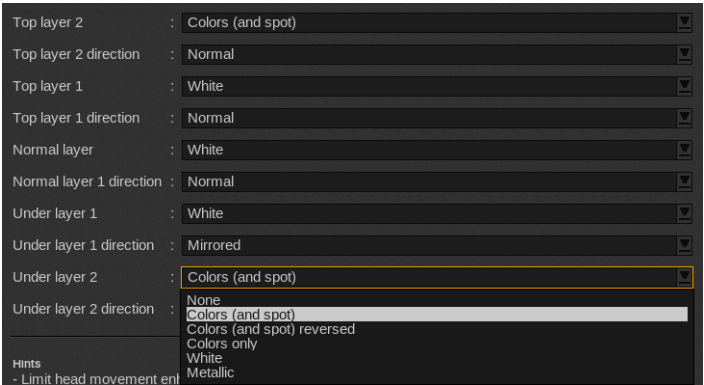 Top layer 2 : Colors (and spot)
Top layer 2 direction : Normal
Top layer 1 : White
Top layer 1 direction : Normal
Normal layer : White
Normal layer 1 direction : Normal
Under layer 1 : White
Under layer 1 direction : Mirrored
Under layer 2 : Colors (and spot)
Under layer 2 direction :
None
Colors (and spot)
Colors (and spot) reversed
Colors only
White
Metallic
Hints
- Limit head movement